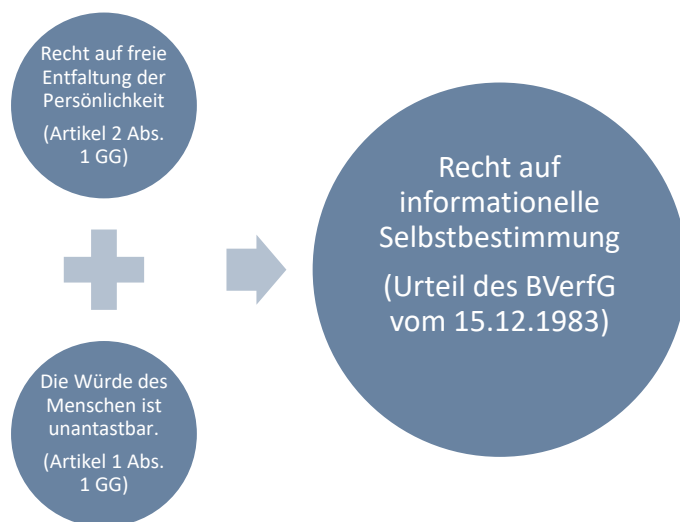 Recht auf freie
Entfaltung der
Persönlichkeit
(Artikel 2 Abs.
1 GG)
Die Würde des
Menschen ist
unantastbar.
(Artikel 1 Abs.
1 GG)
Recht auf
informationelle
Selbstbestimmung
(Urteil des BVerfG
vom 15.12.1983)